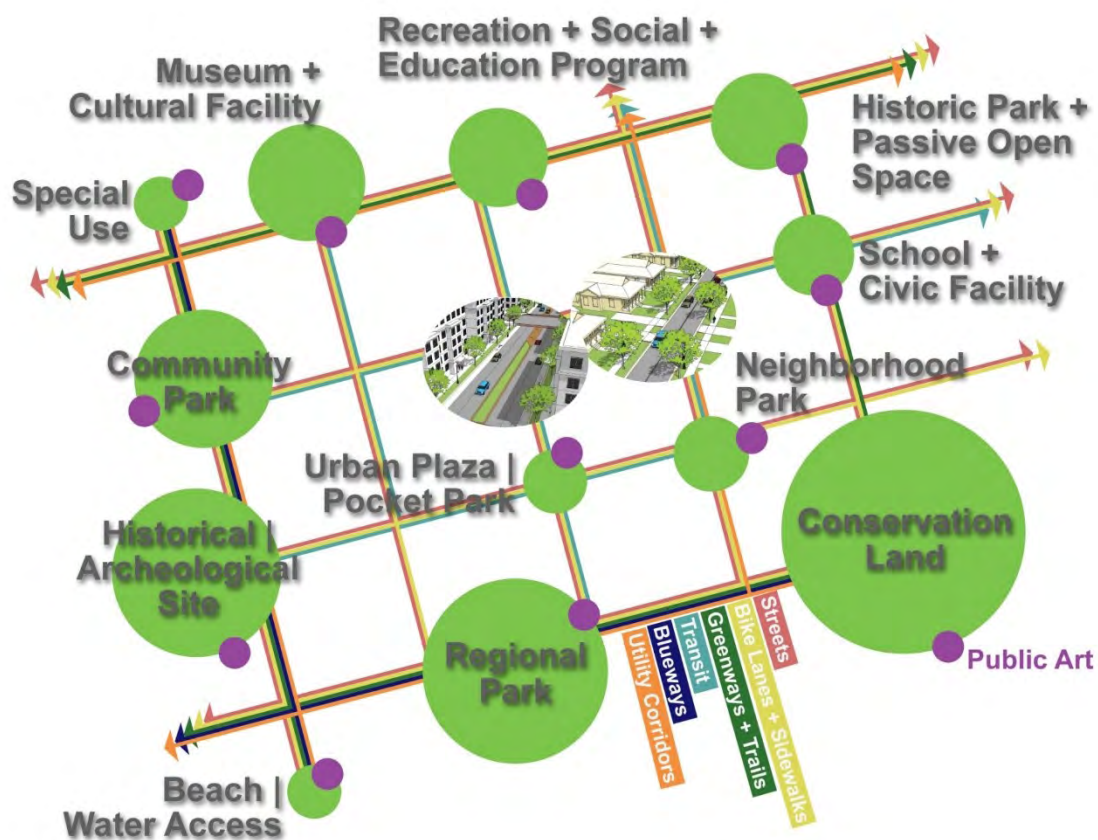 Recreation + Social +
Education Program
Museum +
Cultural Facility
Historic Park +
Passive Open
Space
Special
Use
School +
Civic Facility
Community
Park
Neighborhood
Park
Urban Plaza |
Pocket Park
Historical |
Archeological
Site
Conservation
Land
Regional
Park
Public Art
Utility Corridors
Blueways
Transit
Greenways + Trails
Bike Lanes + Sidewalks
Streets
Beach |
Water Access